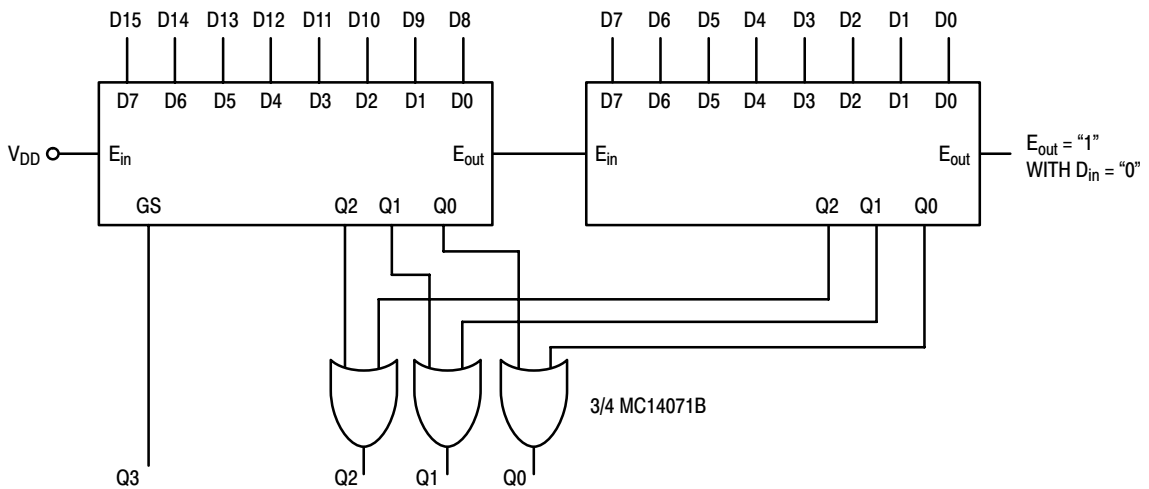 D15 D14 D13 D12 D11 D10 D9 D8 D7 D6 D5 D4 D3 D2 D1 D0
D7 D6 D5 D4 D3 D2 D1 D0 D7 D6 D5 D4 D3 D2 D1 D0
VDD Ein Eout Ein Eout Eout = “1”
WITH Din = “0”
GS Q2 Q1 Q0 Q2 Q1 Q0
3/4 MC14071B
Q3 Q2 Q1 Q0